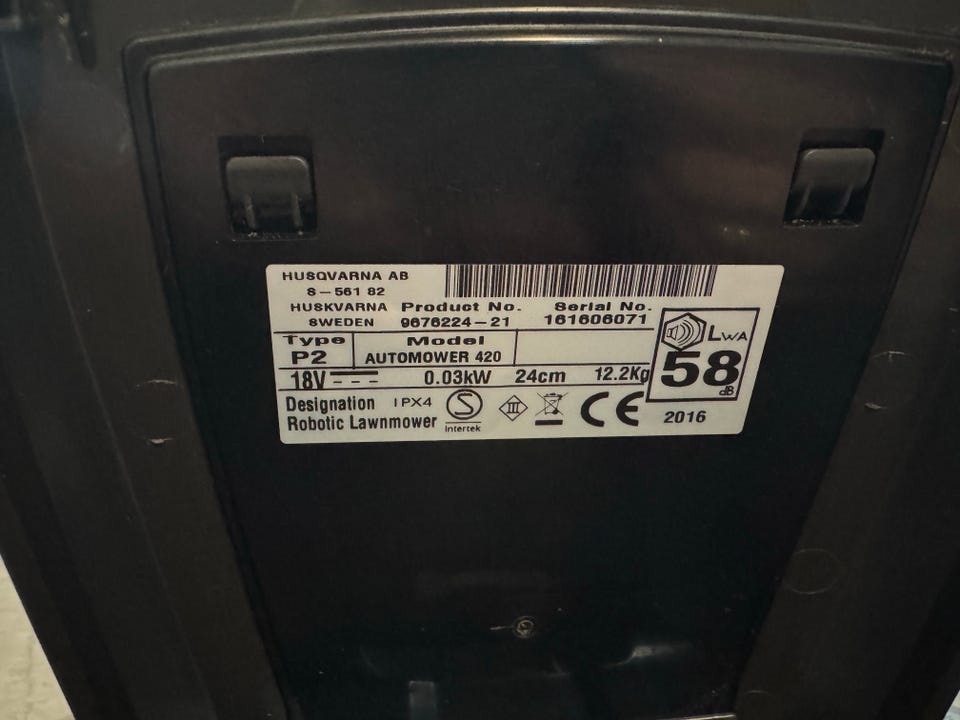 HUSQVARNA AB
S-561 82
HUSKVARNA
SWEDEN
Product No.
9676224-21
Serial No.
161606071
Type
P2
Model
AUTOMOWER 420
18V 0.03kW 24cm 12.2Kg
LWA
58
dB
Designation IPX4
Robotic Lawnmower
S
Intertek
III
CE
2016